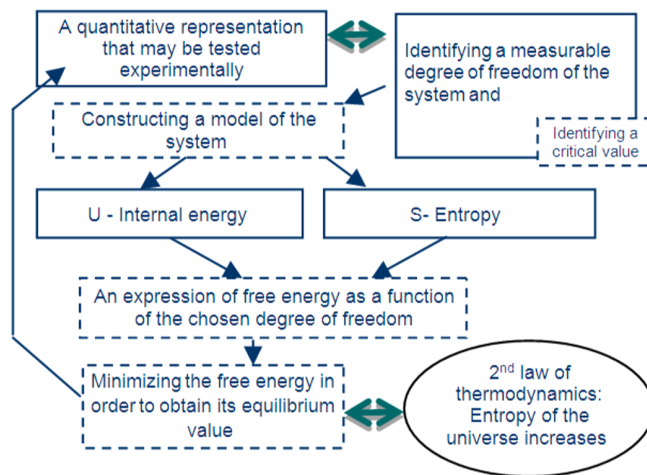 A quantitative representation
that may be tested
experimentally
Identifying a measurable
degree of freedom of the
system and
Identifying a
critical value
Constructing a model of the
system
U - Internal energy
S- Entropy
An expression of free energy as a function
of the chosen degree of freedom
Minimizing the free energy in
order to obtain its equilibrium
value
2nd law of
thermodynamics:
Entropy of the
universe increases